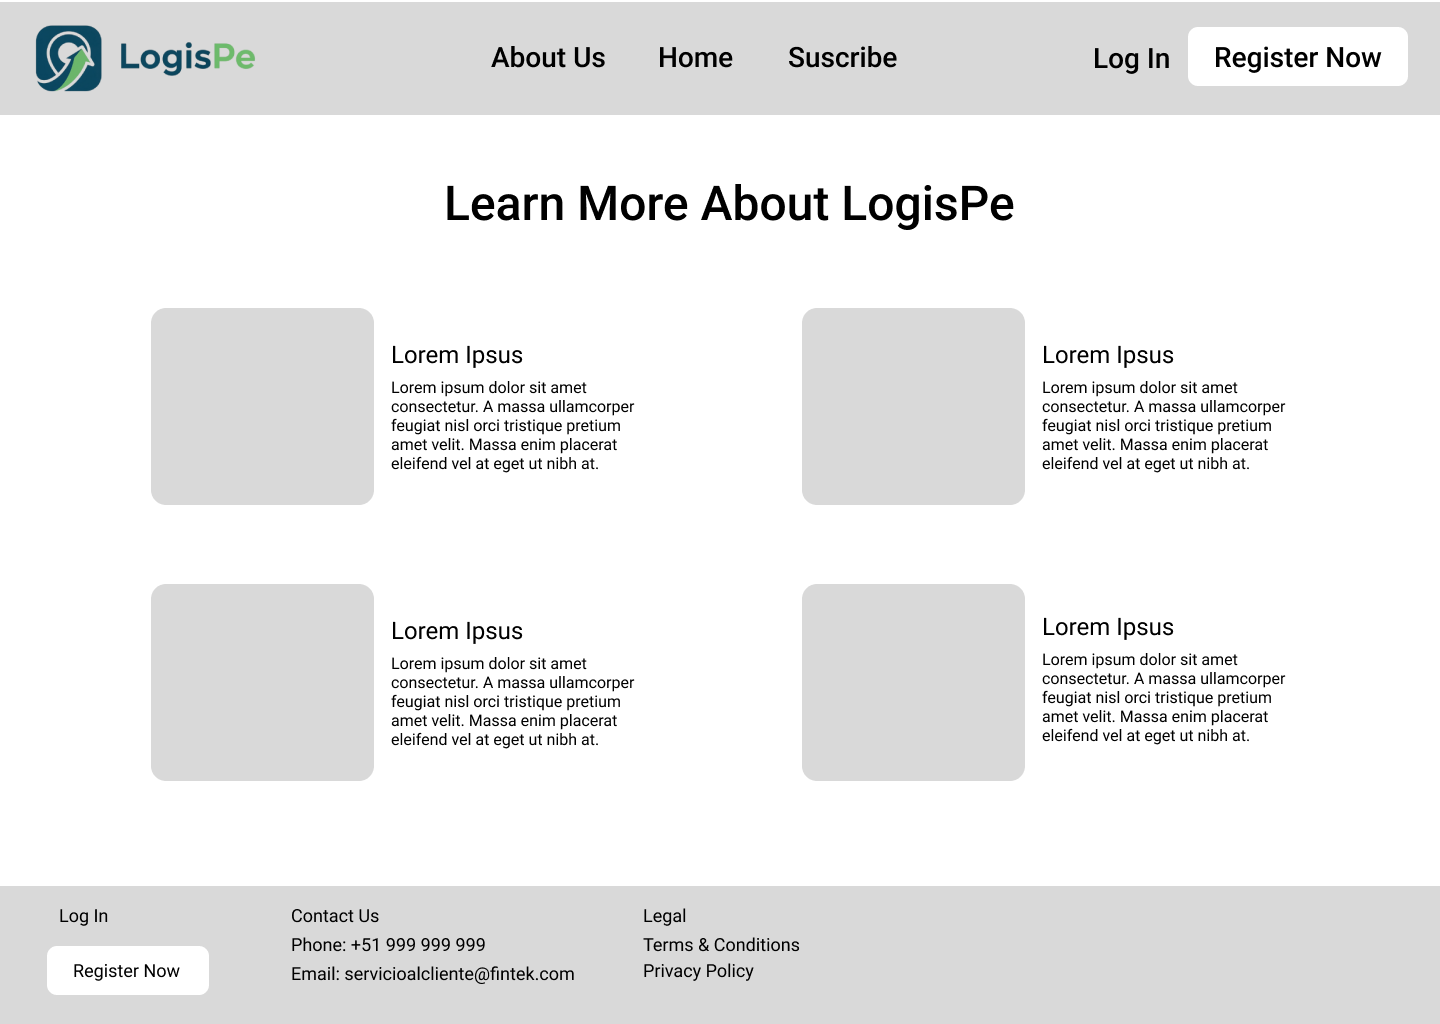 LogisPe
About Us
Home
Suscribe
Log In
Register Now
Learn More About LogisPe
Lorem Ipsus
Lorem ipsum dolor sit amet
consectetur. A massa ullamcorper
feugiat nisl orci tristique pretium
amet velit. Massa enim placerat
eleifend vel at eget ut nibh at.
Lorem Ipsus
Lorem ipsum dolor sit amet
consectetur. A massa ullamcorper
feugiat nisl orci tristique pretium
amet velit. Massa enim placerat
eleifend vel at eget ut nibh at.
Lorem Ipsus
Lorem ipsum dolor sit amet
consectetur. A massa ullamcorper
feugiat nisl orci tristique pretium
amet velit. Massa enim placerat
eleifend vel at eget ut nibh at.
Lorem Ipsus
Lorem ipsum dolor sit amet
consectetur. A massa ullamcorper
feugiat nisl orci tristique pretium
amet velit. Massa enim placerat
eleifend vel at eget ut nibh at.
Log In
Register Now
Contact Us
Phone: +51 999 999 999
Email: servicioalcliente@fintek.com
Legal
Terms & Conditions
Privacy Policy